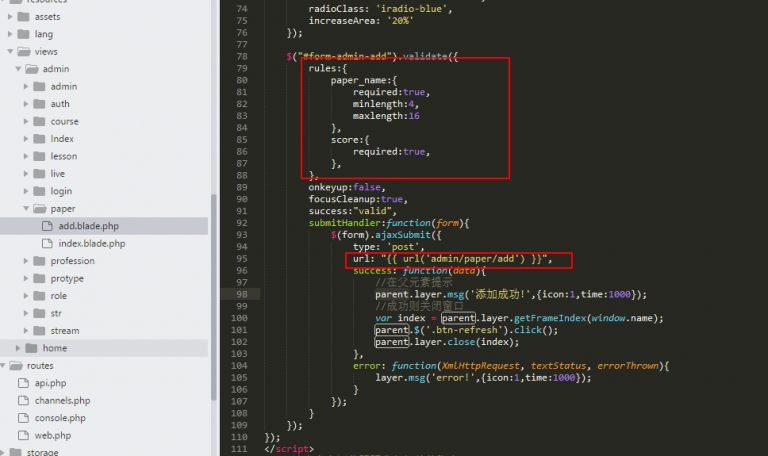 resources
assets
lang
views
admin
admin
auth
course
Index
lesson
live
login
paper
add.blade.php
index.blade.php
profession
protype
role
str
stream
home
routes
api.php
channels.php
console.php
web.php
storage
74 radioClass: 'iradio-blue',
75 increaseArea: '20%'
76 });
77
78 $("#form-admin-add").validate({
79 rules:{
80 paper_name:{
81 required:true,
82 minlength:4,
83 maxlength:16
84 },
85 score:{
86 required:true,
87 },
88 },
89 onkeyup:false,
90 focusCleanup:true,
91 success:"valid",
92 submitHandler:function(form){
93 $(form).ajaxSubmit({
94 type: 'post',
95 url: "{{ url('admin/paper/add') }}",
96 success: function(data){
97 //在父元素提示
98 parent.layer.msg('添加成功!',{icon:1,time:1000});
99 //成功则关闭窗口
100 var index = parent.layer.getFrameIndex(window.name);
101 parent.$('.btn-refresh').click();
102 parent.layer.close(index);
103 },
104 error: function(XmlHttpRequest, textStatus, errorThrown){
105 layer.msg('error!',{icon:1,time:1000});
106 }
107 });
108 }
109 });
110 });
111 </script>